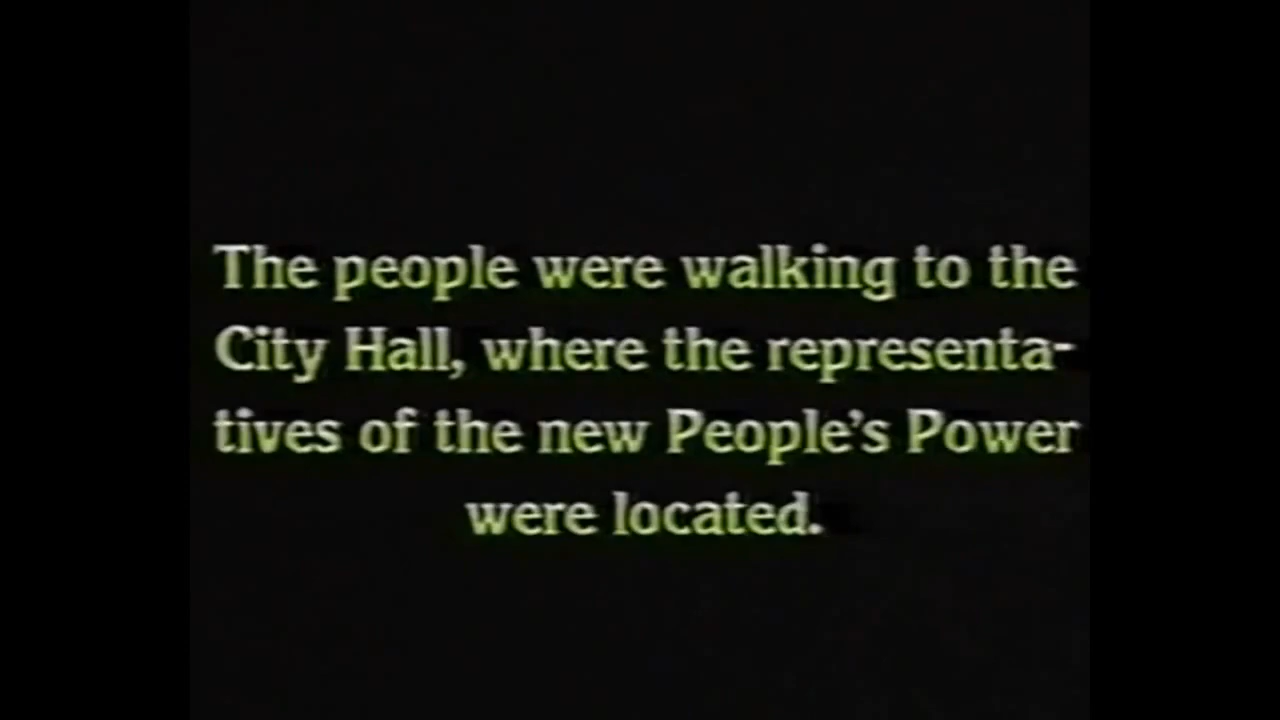 The people were walking to the
City Hall, where the representa-
tives of the new People's Power
were located.